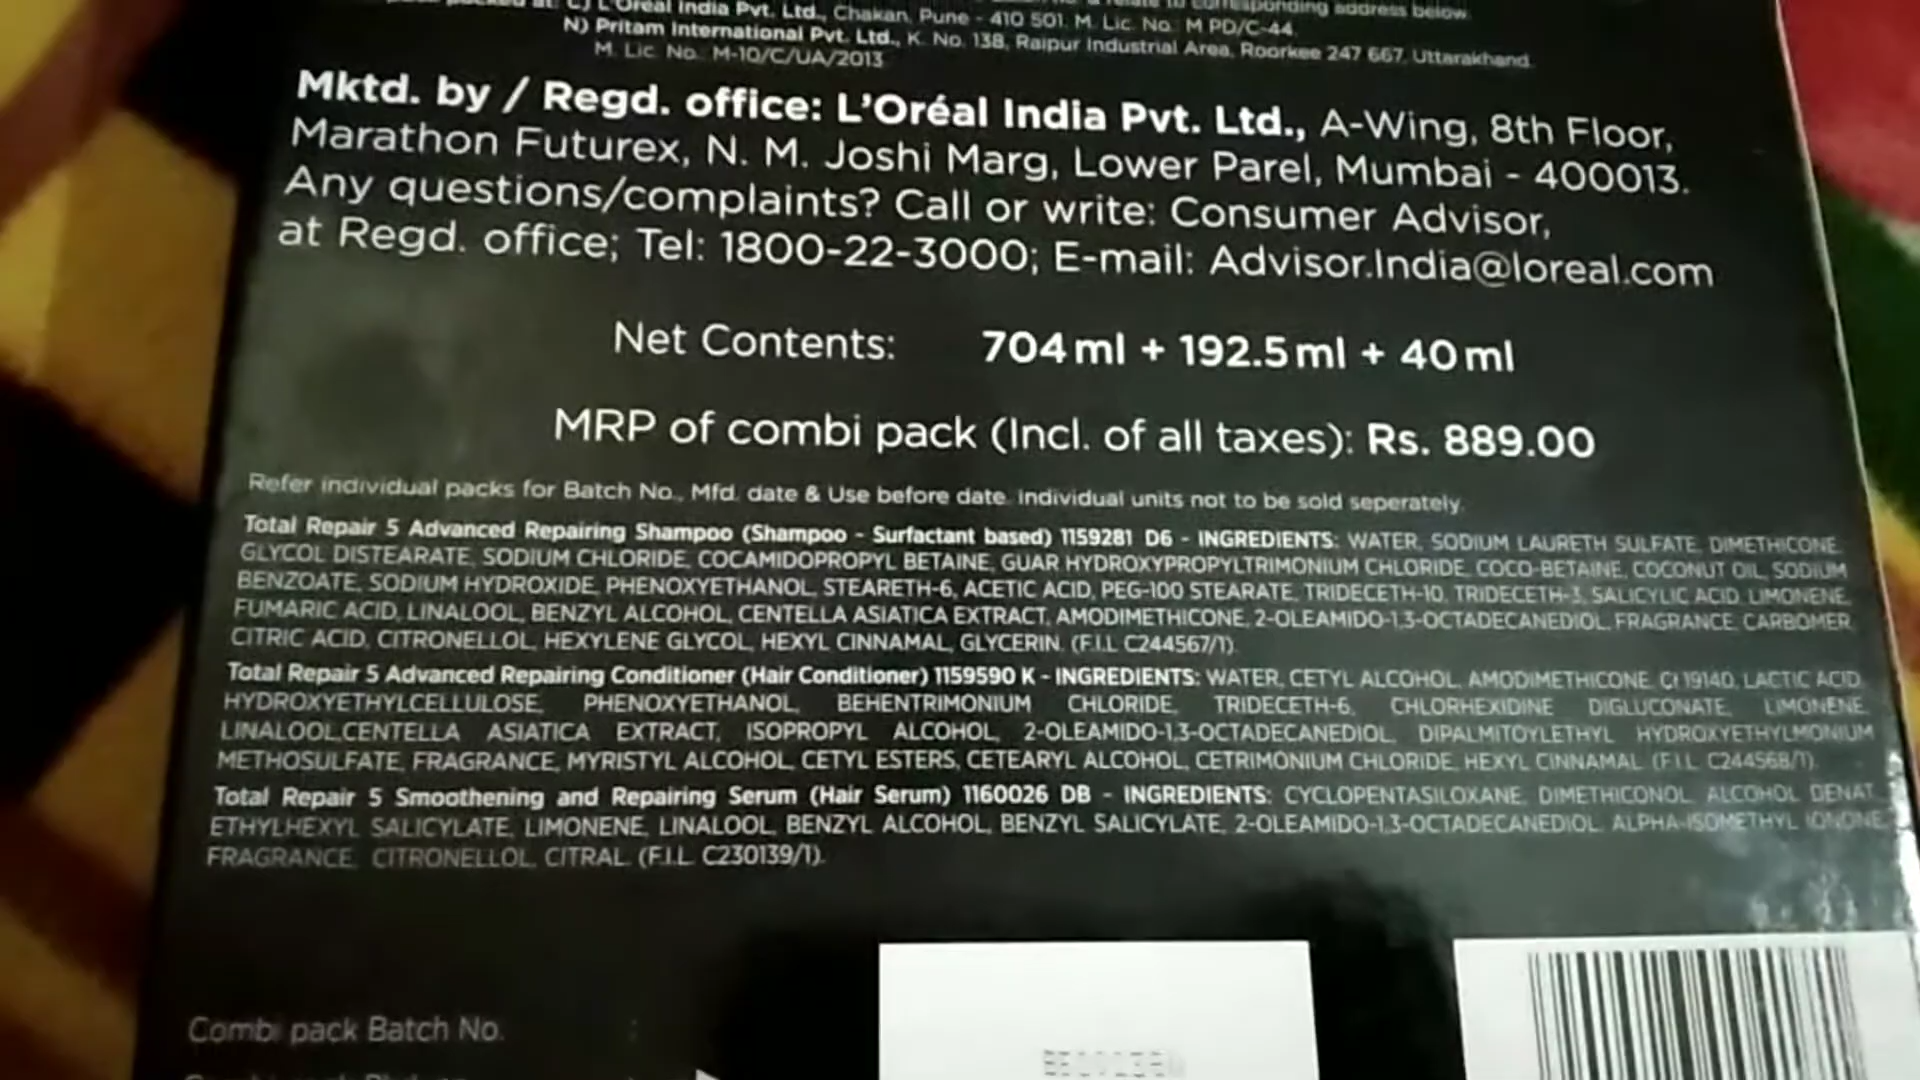 L'Oréal India Pvt. Ltd., Chakan, Pune - 410 501. M. Lic. No. M PD/C-44.
N) Pritam International Pvt. Ltd., K. No. 138, Raipur Industrial Area, Roorkee 247 667, Uttarakhand.
M. Lic. No. M-10/C/UA/2013
Mktd. by / Regd. office: L'Oréal India Pvt. Ltd., A-Wing, 8th Floor,
Marathon Futurex, N. M. Joshi Marg, Lower Parel, Mumbai - 400013.
Any questions/complaints? Call or write: Consumer Advisor,
at Regd. office; Tel: 1800-22-3000; E-mail: Advisor.India@loreal.com
Net Contents: 704 ml + 192.5 ml + 40 ml
MRP of combi pack (Incl. of all taxes): Rs. 889.00
Refer individual packs for Batch No., Mfd. date & Use before date. Individual units not to be sold seperately.
Total Repair 5 Advanced Repairing Shampoo (Shampoo - Surfactant based) 1159281 D6 - INGREDIENTS: WATER, SODIUM LAURETH SULFATE, DIMETHICONE,
GLYCOL DISTEARATE, SODIUM CHLORIDE, COCAMIDOPROPYL BETAINE, GUAR HYDROXYPROPYLTRIMONIUM CHLORIDE, COCO-BETAINE, COCONUT OIL, SODIUM
BENZOATE, SODIUM HYDROXIDE, PHENOXYETHANOL, STEARETH-6, ACETIC ACID, PEG-100 STEARATE, TRIDECETH-10, TRIDECETH-3, SALICYLIC ACID, LIMONENE,
FUMARIC ACID, LINALOOL, BENZYL ALCOHOL, CENTELLA ASIATICA EXTRACT, AMODIMETHICONE, 2-OLEAMIDO-1,3-OCTADECANEDIOL, FRAGRANCE, CARBOMER,
CITRIC ACID, CITRONELLOL, HEXYLENE GLYCOL, HEXYL CINNAMAL, GLYCERIN. (F.I.L. C244567/1).
Total Repair 5 Advanced Repairing Conditioner (Hair Conditioner) 1159590 K - INGREDIENTS: WATER, CETYL ALCOHOL, AMODIMETHICONE, CI 19140, LACTIC ACID,
HYDROXYETHYLCELLULOSE, PHENOXYETHANOL, BEHENTRIMONIUM CHLORIDE, TRIDECETH-6, CHLORHEXIDINE DIGLUCONATE, LIMONENE,
LINALOOL,CENTELLA ASIATICA EXTRACT, ISOPROPYL ALCOHOL, 2-OLEAMIDO-1,3-OCTADECANEDIOL, DIPALMITOYLETHYL HYDROXYETHYLMONIUM
METHOSULFATE, FRAGRANCE, MYRISTYL ALCOHOL, CETYL ESTERS, CETEARYL ALCOHOL, CETRIMONIUM CHLORIDE, HEXYL CINNAMAL. (F.I.L. C244568/1).
Total Repair 5 Smoothening and Repairing Serum (Hair Serum) 1160026 DB - INGREDIENTS: CYCLOPENTASILOXANE, DIMETHICONOL, ALCOHOL DENAT.
ETHYLHEXYL SALICYLATE, LIMONENE, LINALOOL, BENZYL ALCOHOL, BENZYL SALICYLATE, 2-OLEAMIDO-1,3-OCTADECANEDIOL, ALPHA-ISOMETHYL IONONE,
FRAGRANCE, CITRONELLOL, CITRAL. (F.I.L. C230139/1).
Combi pack Batch No. :